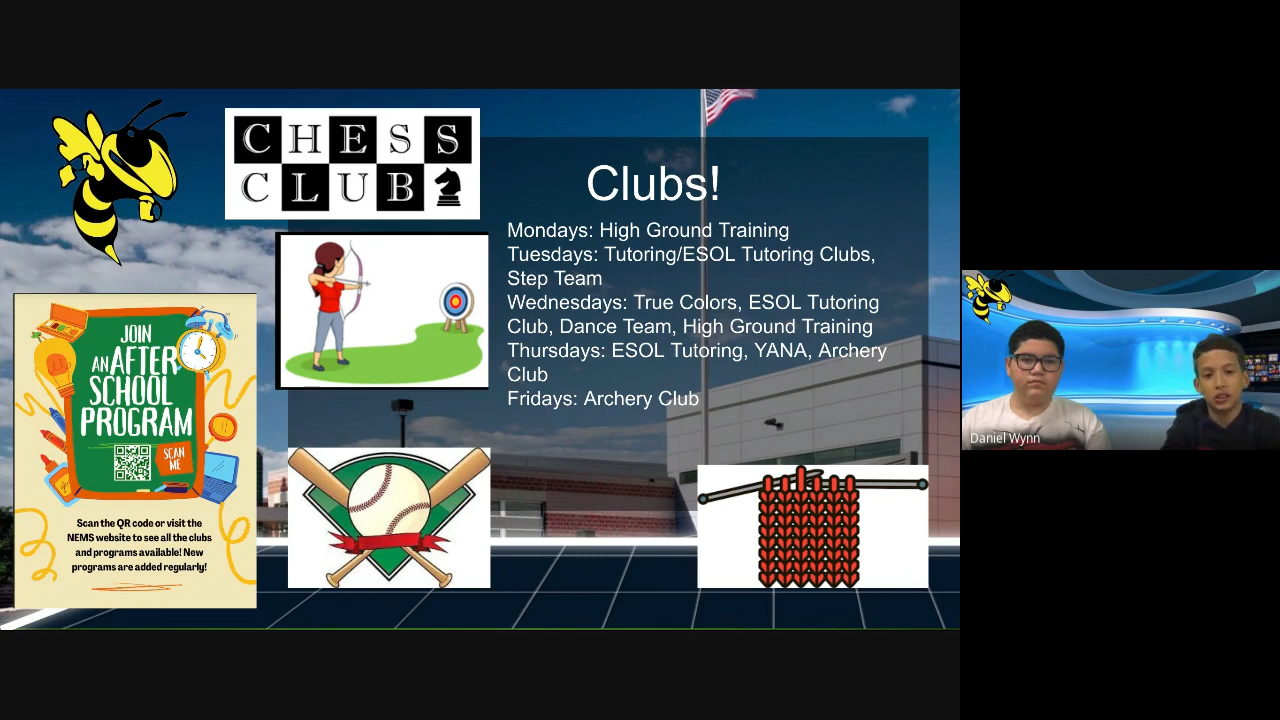 CHESS
CLUB
Clubs!
Mondays: High Ground Training
Tuesdays: Tutoring/ESOL Tutoring Clubs,
Step Team
Wednesdays: True Colors, ESOL Tutoring
Club, Dance Team, High Ground Training
Thursdays: ESOL Tutoring, YANA, Archery
Club
Fridays: Archery Club
JOIN
AN AFTER
SCHOOL
PROGRAM
SCAN
ME
Scan the QR code or visit the
NEMS website to see all the clubs
and programs available! New
programs are added regularly!
Daniel Wynn